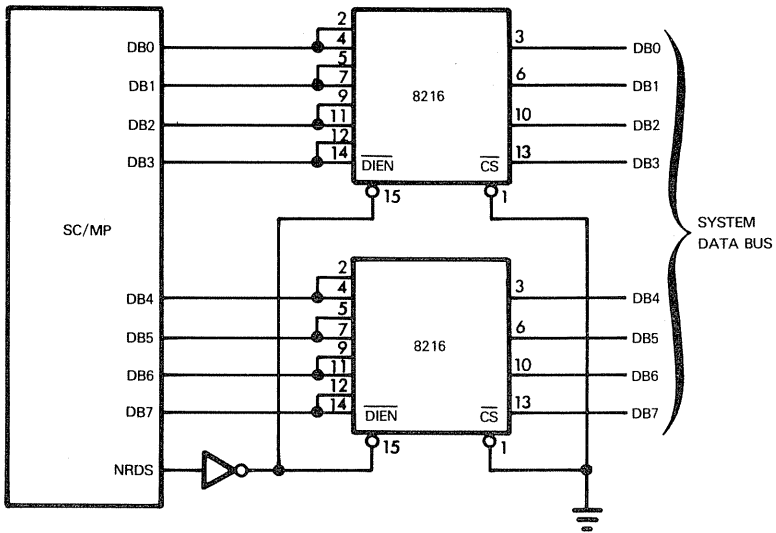 SC/MP
DB0
DB1
DB2
DB3
DB4
DB5
DB6
DB7
NRDS
2
4
5
7
9
11
12
14
8216
DIEN
CS
15
1
3
6
10
13
DB0
DB1
DB2
DB3
2
4
5
7
9
11
12
14
8216
DIEN
CS
15
1
3
6
10
13
DB4
DB5
DB6
DB7
SYSTEM
DATA BUS